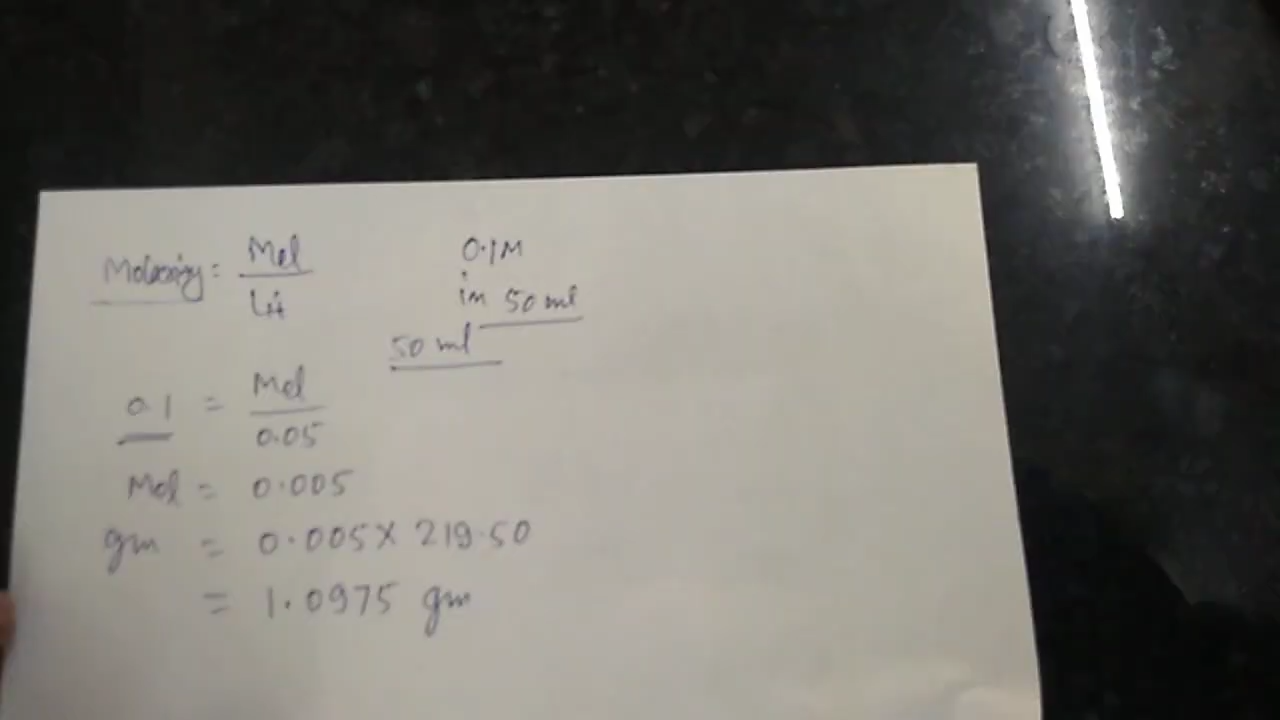 Molarity = Mol / Lit
0.1M
in 50 ml
50 ml
0.1 = Mol / 0.05
Mol = 0.005
gm = 0.005 × 219.50
= 1.0975 gm